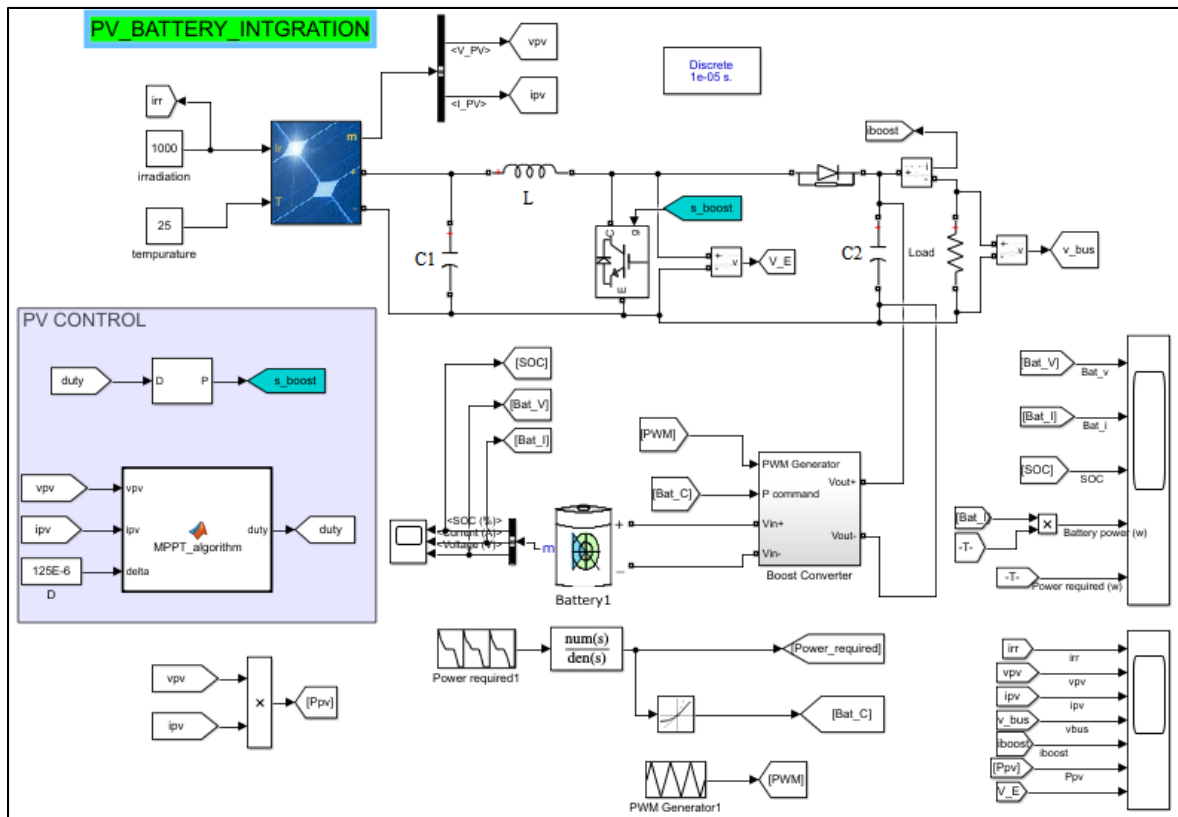 PV_BATTERY_INTGRATION
<V_PV>
vpv
<I_PV>
ipv
Discrete
1e-05 s.
irr
1000
irradiation
25
tempurature
Ir
T
m
+
-
L
C1
s_boost
g
C
E
+
-
v
V_E
iboost
+
-
i
C2
Load
+
-
v
v_bus
PV CONTROL
duty
D
P
s_boost
vpv
ipv
125E-6
D
vpv
ipv
delta
MPPT_algorithm
duty
duty
vpv
ipv
×
[Ppv]
[SOC]
[Bat_V]
[Bat_I]
<SOC (%)>
<Current (A)>
<Voltage (V)>
m
+
_
Battery1
[PWM]
[Bat_C]
PWM Generator
P command
Vin+
Vin-
Vout+
Vout-
Boost Converter
Power required1
num(s)
den(s)
[Power_required]
[Bat_C]
PWM Generator1
[PWM]
[Bat_V]
Bat_v
[Bat_I]
Bat_i
[SOC]
SOC
[Bat_I]
-T-
×
Battery power (w)
-T-
Power required (w)
irr
irr
vpv
vpv
ipv
ipv
v_bus
vbus
iboost
iboost
[Ppv]
Ppv
V_E